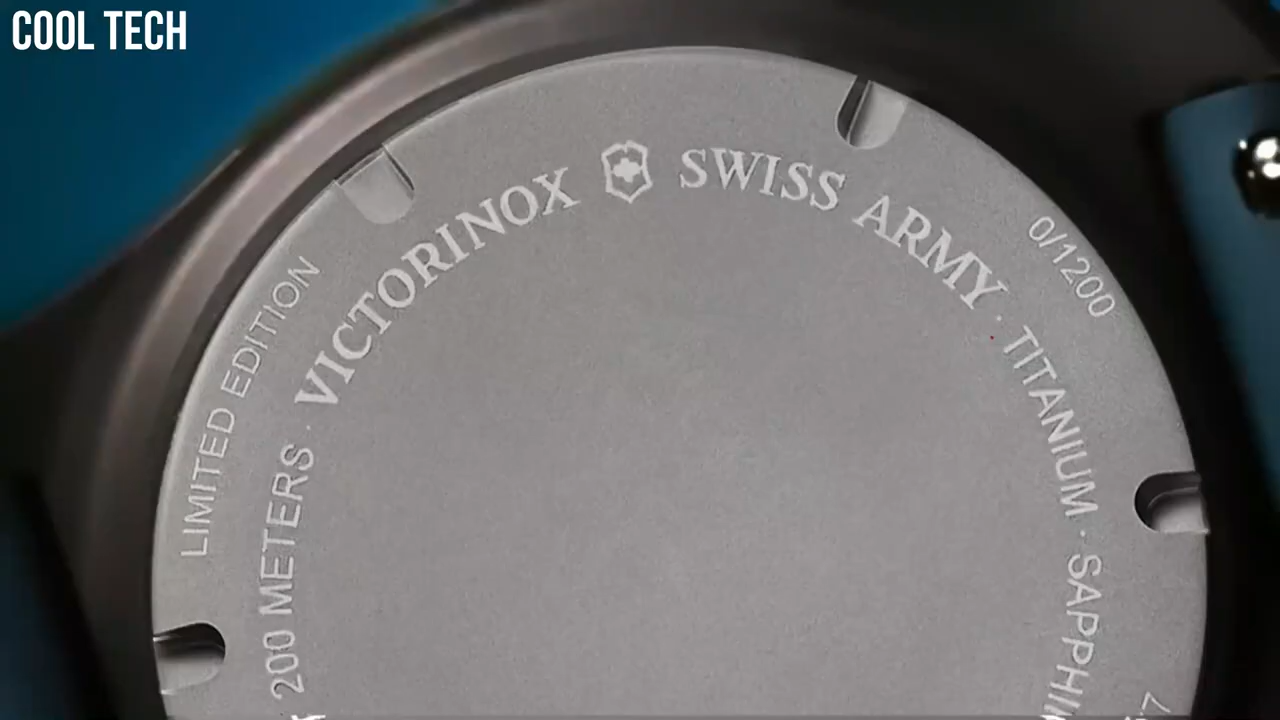 COOL TECH
LIMITED EDITION
0/1200
200 METERS · VICTORINOX SWISS ARMY · TITANIUM ·